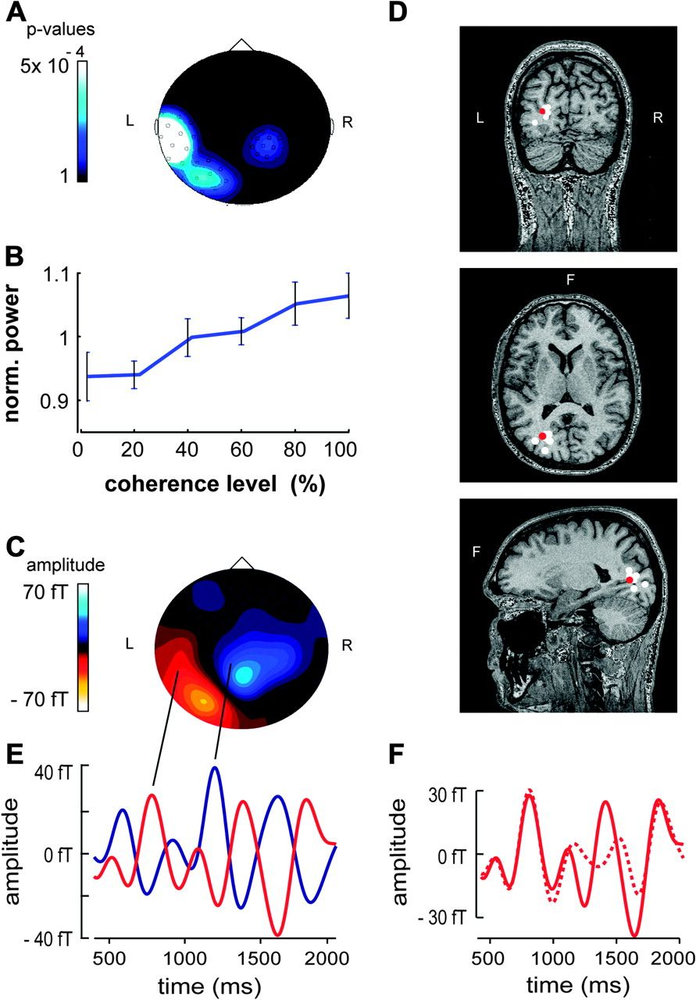 A
p-values
5x 10
- 4
1
L
R
B
1.1
1
0.9
norm. power
0
20
40
60
80
100
coherence level (%)
C
amplitude
70 fT
- 70 fT
L
R
D
L
R
F
F
E
40 fT
0 fT
- 40 fT
amplitude
500
1000
1500
2000
time (ms)
F
30 fT
0 fT
- 30 fT
amplitude
500
1000
1500
2000
time (ms)